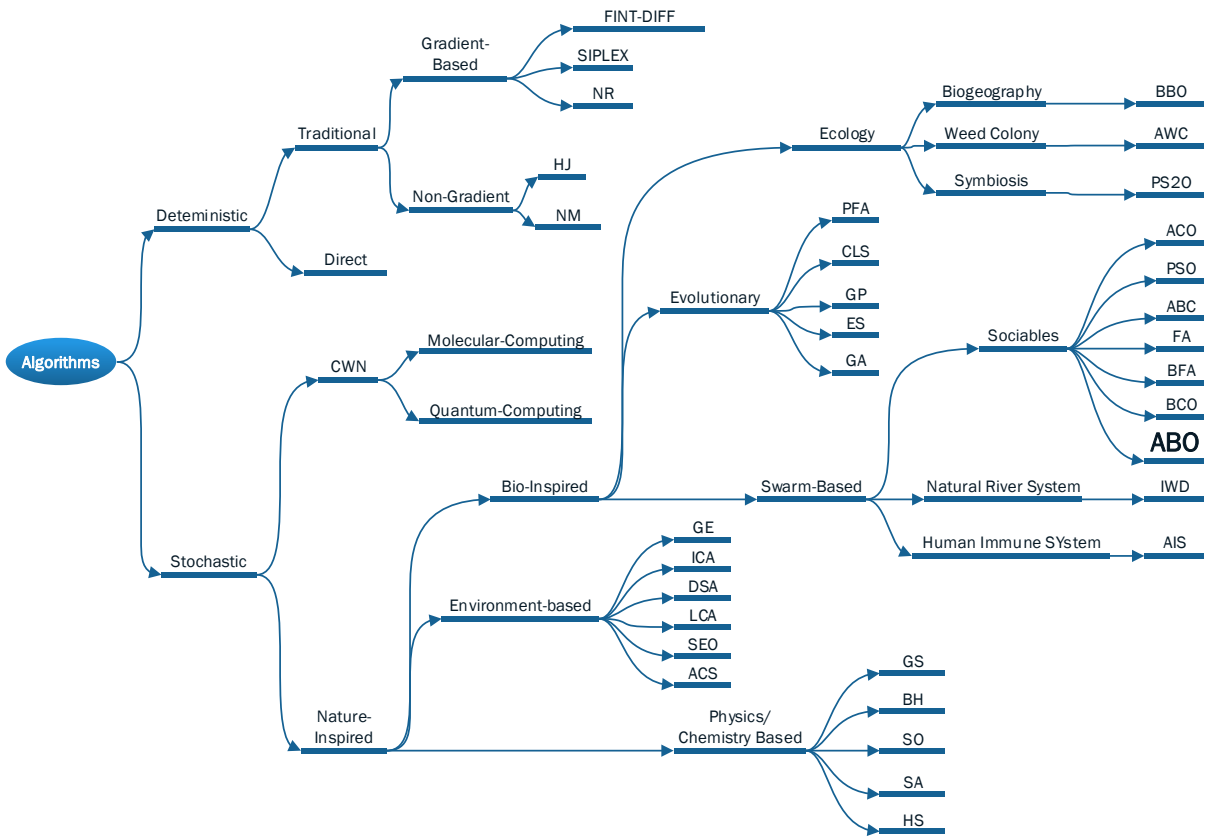 Algorithms
Deteministic
Traditional
Gradient-
Based
FINT-DIFF
SIPLEX
NR
Non-Gradient
HJ
NM
Direct
Stochastic
CWN
Molecular-Computing
Quantum-Computing
Nature-
Inspired
Bio-Inspired
Ecology
Biogeography
BBO
Weed Colony
AWC
Symbiosis
PS2O
Evolutionary
PFA
CLS
GP
ES
GA
Swarm-Based
Sociables
ACO
PSO
ABC
FA
BFA
BCO
ABO
Natural River System
IWD
Human Immune SYstem
AIS
Environment-based
GE
ICA
DSA
LCA
SEO
ACS
Physics/
Chemistry Based
GS
BH
SO
SA
HS